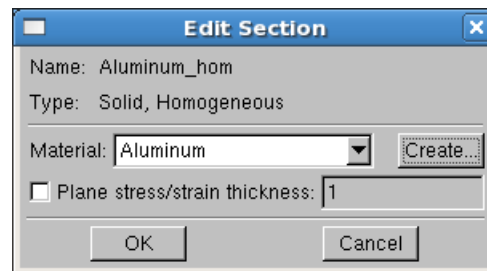 Edit Section
Name: Aluminum_hom
Type: Solid, Homogeneous
Material: Aluminum Create...
Plane stress/strain thickness: 1
OK Cancel